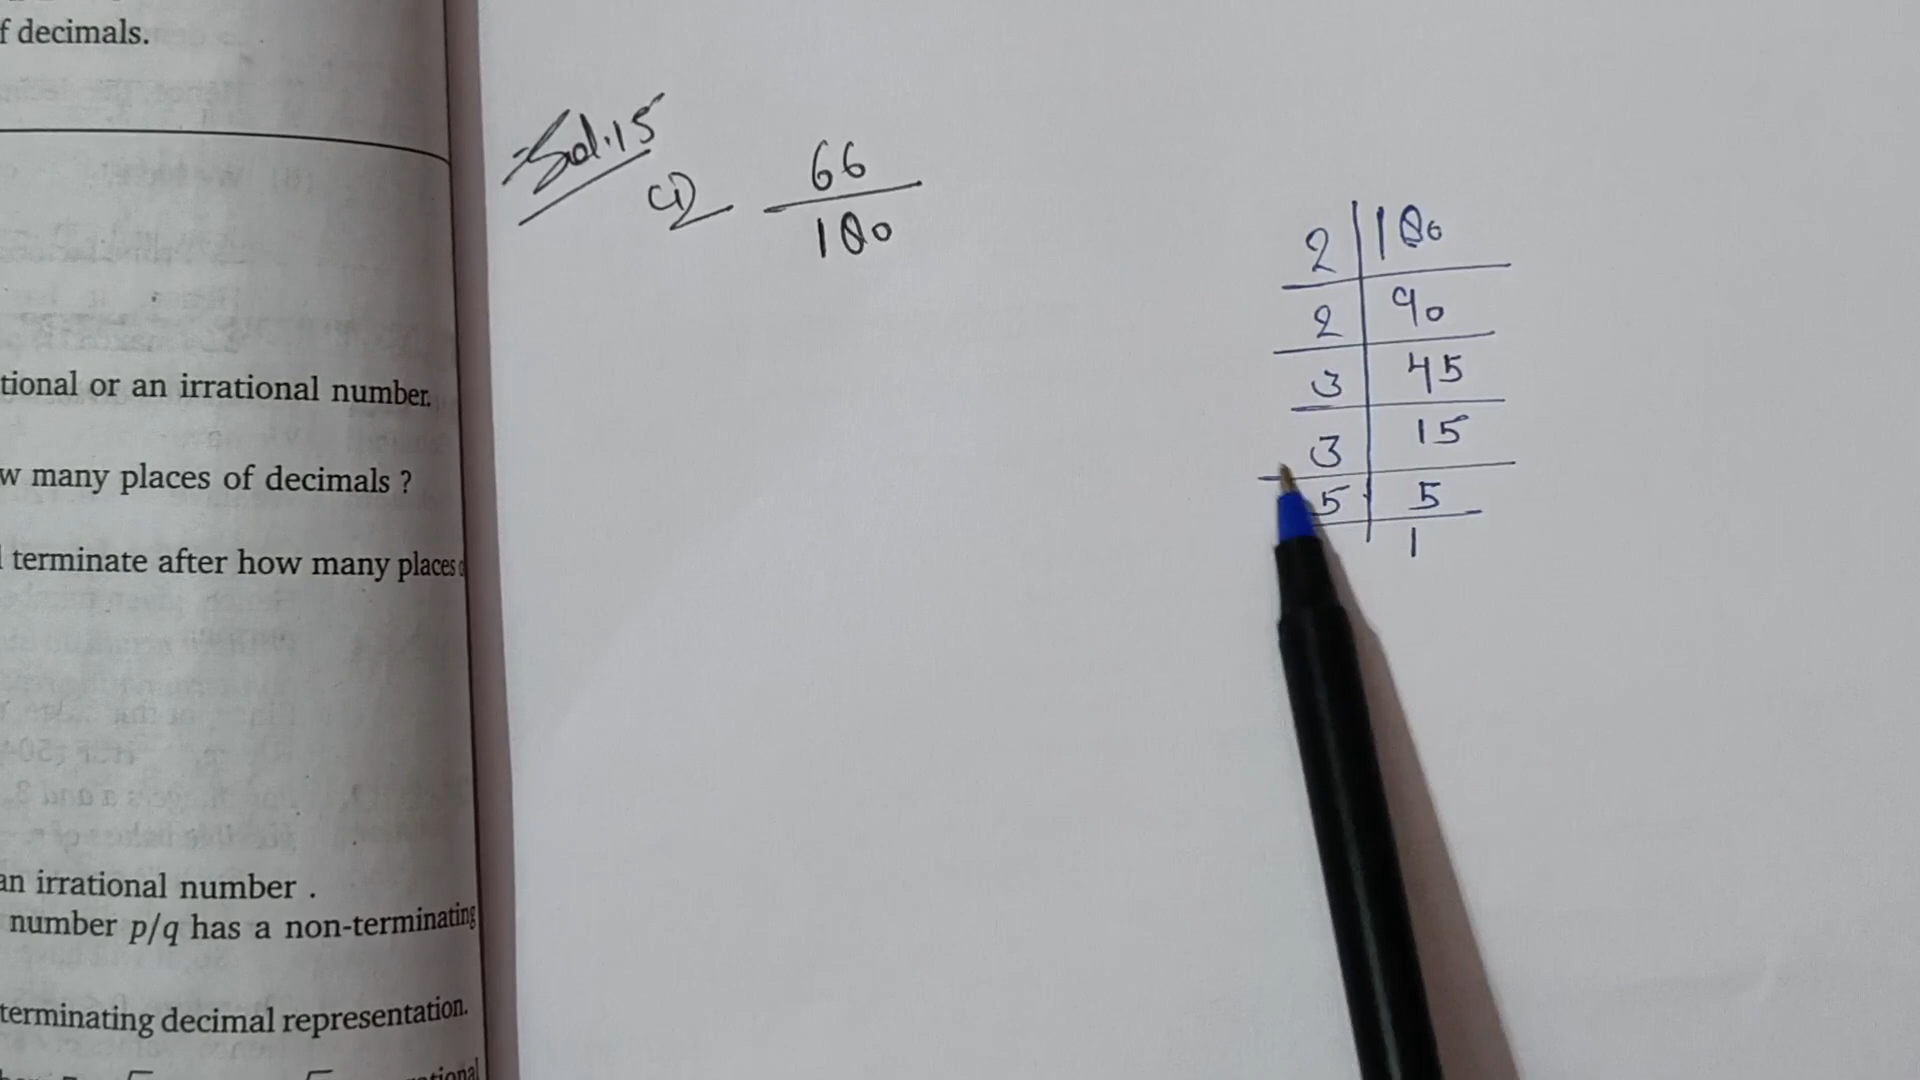 f decimals.
tional or an irrational number.
w many places of decimals ?
terminate after how many places
an irrational number .
number p/q has a non-terminating
terminating decimal representation.
Sol.15
(i) 66
180
2 | 180
2 | 90
3 | 45
3 | 15
5 | 5
1